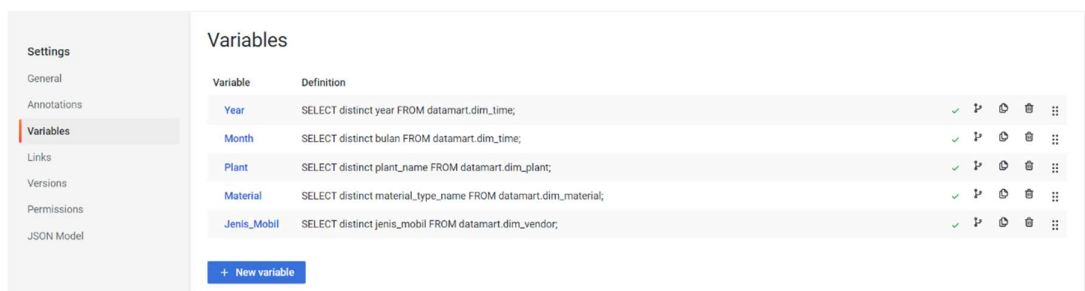 Settings
General
Annotations
Variables
Links
Versions
Permissions
JSON Model
Variables
Variable Definition
Year SELECT distinct year FROM datamart.dim_time;
Month SELECT distinct bulan FROM datamart.dim_time;
Plant SELECT distinct plant_name FROM datamart.dim_plant;
Material SELECT distinct material_type_name FROM datamart.dim_material;
Jenis_Mobil SELECT distinct jenis_mobil FROM datamart.dim_vendor;
+ New variable